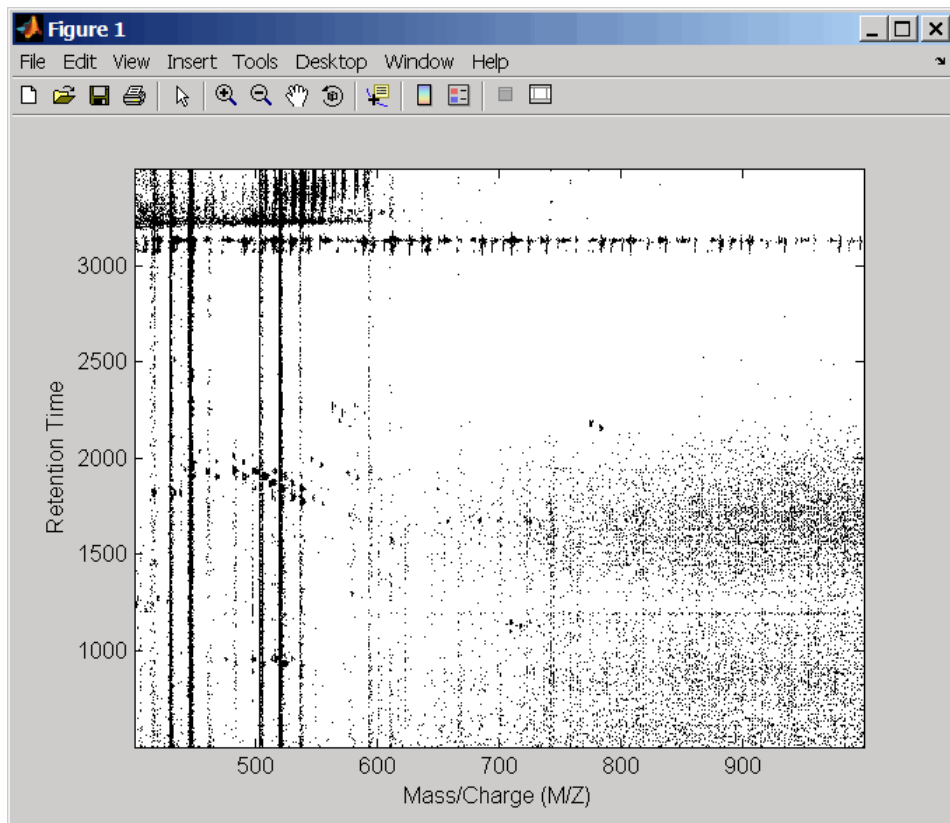 Figure 1
File Edit View Insert Tools Desktop Window Help
3000
2500
2000
1500
1000
Retention Time
500 600 700 800 900
Mass/Charge (M/Z)